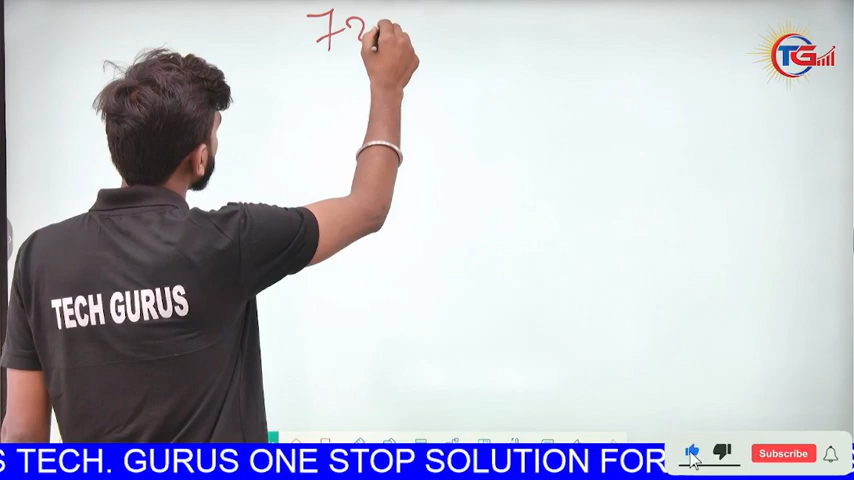 7
TG
TECH GURUS
S TECH. GURUS ONE STOP SOLUTION FOR
Subscribe